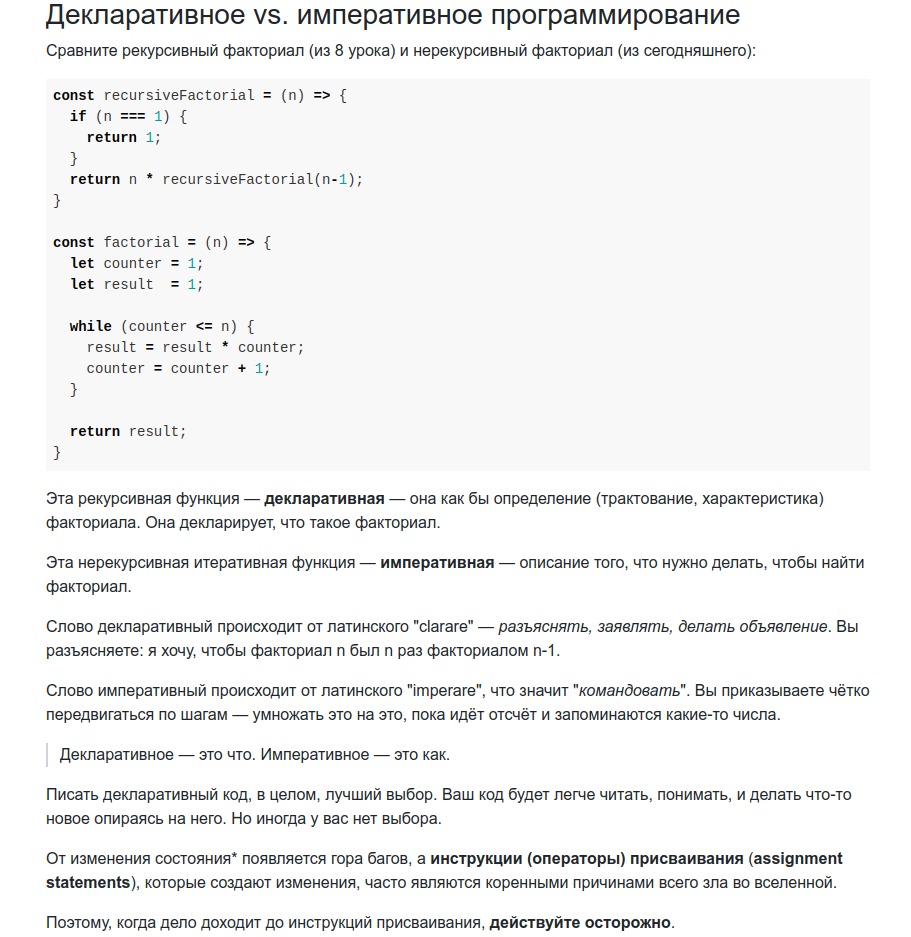 Декларативное vs. императивное программирование
Сравните рекурсивный факториал (из 8 урока) и нерекурсивный факториал (из сегодняшнего):
const recursiveFactorial = (n) => {
  if (n === 1) {
    return 1;
  }
  return n * recursiveFactorial(n-1);
}

const factorial = (n) => {
  let counter = 1;
  let result  = 1;

  while (counter <= n) {
    result = result * counter;
    counter = counter + 1;
  }

  return result;
}
Эта рекурсивная функция — декларативная — она как бы определение (трактование, характеристика)
факториала. Она декларирует, что такое факториал.
Эта нерекурсивная итеративная функция — императивная — описание того, что нужно делать, чтобы найти
факториал.
Слово декларативный происходит от латинского "clarare" — разъяснять, заявлять, делать объявление. Вы
разъясняете: я хочу, чтобы факториал n был n раз факториалом n-1.
Слово императивный происходит от латинского "imperare", что значит "командовать". Вы приказываете чётко
передвигаться по шагам — умножать это на это, пока идёт отсчёт и запоминаются какие-то числа.
Декларативное — это что. Императивное — это как.
Писать декларативный код, в целом, лучший выбор. Ваш код будет легче читать, понимать, и делать что-то
новое опираясь на него. Но иногда у вас нет выбора.
От изменения состояния* появляется гора багов, а инструкции (операторы) присваивания (assignment
statements), которые создают изменения, часто являются коренными причинами всего зла во вселенной.
Поэтому, когда дело доходит до инструкций присваивания, действуйте осторожно.